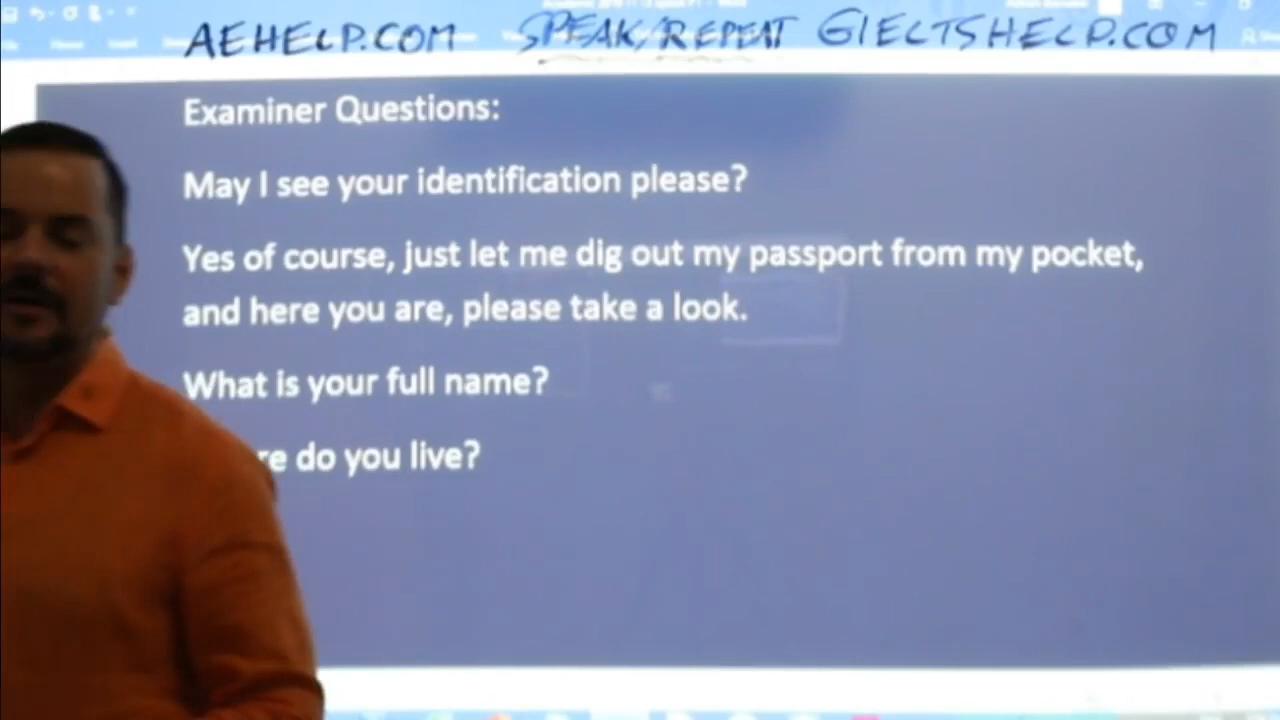 AEHELP.COM SPEAK/REPEAT GIELTSHELP.COM
Examiner Questions:
May I see your identification please?
Yes of course, just let me dig out my passport from my pocket,
and here you are, please take a look.
What is your full name?
do you live?